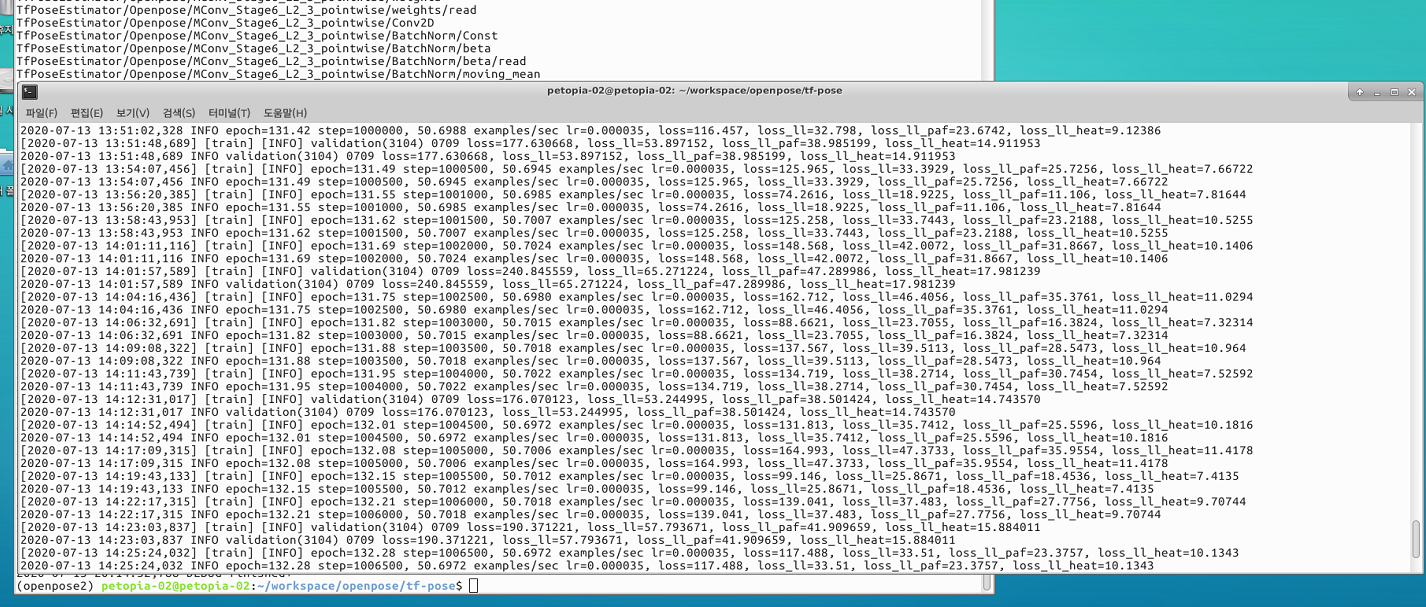 TfPoseEstimator/Openpose/MConv_Stage6_L2_3_pointwise/weights/read
TfPoseEstimator/Openpose/MConv_Stage6_L2_3_pointwise/Conv2D
TfPoseEstimator/Openpose/MConv_Stage6_L2_3_pointwise/BatchNorm/Const
TfPoseEstimator/Openpose/MConv_Stage6_L2_3_pointwise/BatchNorm/beta
TfPoseEstimator/Openpose/MConv_Stage6_L2_3_pointwise/BatchNorm/beta/read
TfPoseEstimator/Openpose/MConv_Stage6_L2_3_pointwise/BatchNorm/moving_mean
petopia-02@petopia-02: ~/workspace/openpose/tf-pose
파일(F) 편집(E) 보기(V) 검색(S) 터미널(T) 도움말(H)
2020-07-13 13:51:02,328 INFO epoch=131.42 step=1000000, 50.6988 examples/sec lr=0.000035, loss=116.457, loss_ll=32.798, loss_ll_paf=23.6742, loss_ll_heat=9.12386
[2020-07-13 13:51:48,689] [train] [INFO] validation(3104) 0709 loss=177.630668, loss_ll=53.897152, loss_ll_paf=38.985199, loss_ll_heat=14.911953
2020-07-13 13:51:48,689 INFO validation(3104) 0709 loss=177.630668, loss_ll=53.897152, loss_ll_paf=38.985199, loss_ll_heat=14.911953
[2020-07-13 13:54:07,456] [train] [INFO] epoch=131.49 step=1000500, 50.6945 examples/sec lr=0.000035, loss=125.965, loss_ll=33.3929, loss_ll_paf=25.7256, loss_ll_heat=7.66722
2020-07-13 13:54:07,456 INFO epoch=131.49 step=1000500, 50.6945 examples/sec lr=0.000035, loss=125.965, loss_ll=33.3929, loss_ll_paf=25.7256, loss_ll_heat=7.66722
[2020-07-13 13:56:20,385] [train] [INFO] epoch=131.55 step=1001000, 50.6985 examples/sec lr=0.000035, loss=74.2616, loss_ll=18.9225, loss_ll_paf=11.106, loss_ll_heat=7.81644
2020-07-13 13:56:20,385 INFO epoch=131.55 step=1001000, 50.6985 examples/sec lr=0.000035, loss=74.2616, loss_ll=18.9225, loss_ll_paf=11.106, loss_ll_heat=7.81644
[2020-07-13 13:58:43,953] [train] [INFO] epoch=131.62 step=1001500, 50.7007 examples/sec lr=0.000035, loss=125.258, loss_ll=33.7443, loss_ll_paf=23.2188, loss_ll_heat=10.5255
2020-07-13 13:58:43,953 INFO epoch=131.62 step=1001500, 50.7007 examples/sec lr=0.000035, loss=125.258, loss_ll=33.7443, loss_ll_paf=23.2188, loss_ll_heat=10.5255
[2020-07-13 14:01:11,116] [train] [INFO] epoch=131.69 step=1002000, 50.7024 examples/sec lr=0.000035, loss=148.568, loss_ll=42.0072, loss_ll_paf=31.8667, loss_ll_heat=10.1406
2020-07-13 14:01:11,116 INFO epoch=131.69 step=1002000, 50.7024 examples/sec lr=0.000035, loss=148.568, loss_ll=42.0072, loss_ll_paf=31.8667, loss_ll_heat=10.1406
[2020-07-13 14:01:57,589] [train] [INFO] validation(3104) 0709 loss=240.845559, loss_ll=65.271224, loss_ll_paf=47.289986, loss_ll_heat=17.981239
2020-07-13 14:01:57,589 INFO validation(3104) 0709 loss=240.845559, loss_ll=65.271224, loss_ll_paf=47.289986, loss_ll_heat=17.981239
[2020-07-13 14:04:16,436] [train] [INFO] epoch=131.75 step=1002500, 50.6980 examples/sec lr=0.000035, loss=162.712, loss_ll=46.4056, loss_ll_paf=35.3761, loss_ll_heat=11.0294
2020-07-13 14:04:16,436 INFO epoch=131.75 step=1002500, 50.6980 examples/sec lr=0.000035, loss=162.712, loss_ll=46.4056, loss_ll_paf=35.3761, loss_ll_heat=11.0294
[2020-07-13 14:06:32,691] [train] [INFO] epoch=131.82 step=1003000, 50.7015 examples/sec lr=0.000035, loss=88.6621, loss_ll=23.7055, loss_ll_paf=16.3824, loss_ll_heat=7.32314
2020-07-13 14:06:32,691 INFO epoch=131.82 step=1003000, 50.7015 examples/sec lr=0.000035, loss=88.6621, loss_ll=23.7055, loss_ll_paf=16.3824, loss_ll_heat=7.32314
[2020-07-13 14:09:08,322] [train] [INFO] epoch=131.88 step=1003500, 50.7018 examples/sec lr=0.000035, loss=137.567, loss_ll=39.5113, loss_ll_paf=28.5473, loss_ll_heat=10.964
2020-07-13 14:09:08,322 INFO epoch=131.88 step=1003500, 50.7018 examples/sec lr=0.000035, loss=137.567, loss_ll=39.5113, loss_ll_paf=28.5473, loss_ll_heat=10.964
[2020-07-13 14:11:43,739] [train] [INFO] epoch=131.95 step=1004000, 50.7022 examples/sec lr=0.000035, loss=134.719, loss_ll=38.2714, loss_ll_paf=30.7454, loss_ll_heat=7.52592
2020-07-13 14:11:43,739 INFO epoch=131.95 step=1004000, 50.7022 examples/sec lr=0.000035, loss=134.719, loss_ll=38.2714, loss_ll_paf=30.7454, loss_ll_heat=7.52592
[2020-07-13 14:12:31,017] [train] [INFO] validation(3104) 0709 loss=176.070123, loss_ll=53.244995, loss_ll_paf=38.501424, loss_ll_heat=14.743570
2020-07-13 14:12:31,017 INFO validation(3104) 0709 loss=176.070123, loss_ll=53.244995, loss_ll_paf=38.501424, loss_ll_heat=14.743570
[2020-07-13 14:14:52,494] [train] [INFO] epoch=132.01 step=1004500, 50.6972 examples/sec lr=0.000035, loss=131.813, loss_ll=35.7412, loss_ll_paf=25.5596, loss_ll_heat=10.1816
2020-07-13 14:14:52,494 INFO epoch=132.01 step=1004500, 50.6972 examples/sec lr=0.000035, loss=131.813, loss_ll=35.7412, loss_ll_paf=25.5596, loss_ll_heat=10.1816
[2020-07-13 14:17:09,315] [train] [INFO] epoch=132.08 step=1005000, 50.7006 examples/sec lr=0.000035, loss=164.993, loss_ll=47.3733, loss_ll_paf=35.9554, loss_ll_heat=11.4178
2020-07-13 14:17:09,315 INFO epoch=132.08 step=1005000, 50.7006 examples/sec lr=0.000035, loss=164.993, loss_ll=47.3733, loss_ll_paf=35.9554, loss_ll_heat=11.4178
[2020-07-13 14:19:43,133] [train] [INFO] epoch=132.15 step=1005500, 50.7012 examples/sec lr=0.000035, loss=99.146, loss_ll=25.8671, loss_ll_paf=18.4536, loss_ll_heat=7.4135
2020-07-13 14:19:43,133 INFO epoch=132.15 step=1005500, 50.7012 examples/sec lr=0.000035, loss=99.146, loss_ll=25.8671, loss_ll_paf=18.4536, loss_ll_heat=7.4135
[2020-07-13 14:22:17,315] [train] [INFO] epoch=132.21 step=1006000, 50.7018 examples/sec lr=0.000035, loss=139.041, loss_ll=37.483, loss_ll_paf=27.7756, loss_ll_heat=9.70744
2020-07-13 14:22:17,315 INFO epoch=132.21 step=1006000, 50.7018 examples/sec lr=0.000035, loss=139.041, loss_ll=37.483, loss_ll_paf=27.7756, loss_ll_heat=9.70744
[2020-07-13 14:23:03,837] [train] [INFO] validation(3104) 0709 loss=190.371221, loss_ll=57.793671, loss_ll_paf=41.909659, loss_ll_heat=15.884011
2020-07-13 14:23:03,837 INFO validation(3104) 0709 loss=190.371221, loss_ll=57.793671, loss_ll_paf=41.909659, loss_ll_heat=15.884011
[2020-07-13 14:25:24,032] [train] [INFO] epoch=132.28 step=1006500, 50.6972 examples/sec lr=0.000035, loss=117.488, loss_ll=33.51, loss_ll_paf=23.3757, loss_ll_heat=10.1343
2020-07-13 14:25:24,032 INFO epoch=132.28 step=1006500, 50.6972 examples/sec lr=0.000035, loss=117.488, loss_ll=33.51, loss_ll_paf=23.3757, loss_ll_heat=10.1343
(openpose2) petopia-02@petopia-02:~/workspace/openpose/tf-pose$